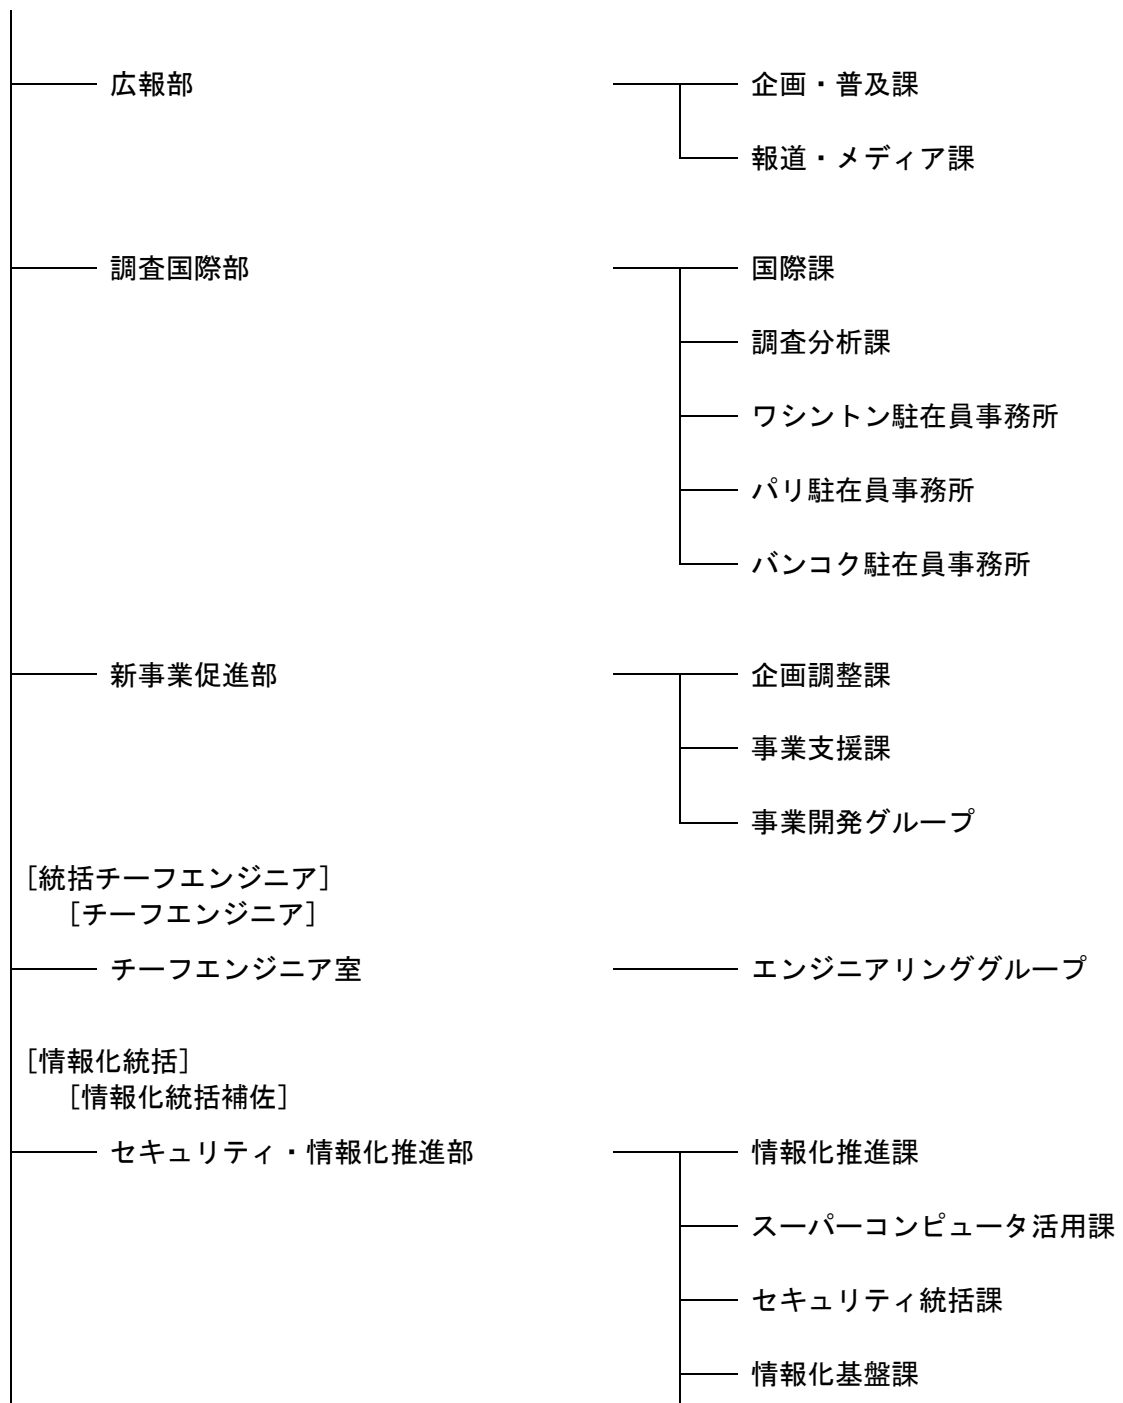 広報部
企画・普及課
報道・メディア課
調査国際部
国際課
調査分析課
ワシントン駐在員事務所
パリ駐在員事務所
バンコク駐在員事務所
新事業促進部
企画調整課
事業支援課
事業開発グループ
[統括チーフエンジニア]
[チーフエンジニア]
チーフエンジニア室
エンジニアリンググループ
[情報化統括]
[情報化統括補佐]
セキュリティ・情報化推進部
情報化推進課
スーパーコンピュータ活用課
セキュリティ統括課
情報化基盤課